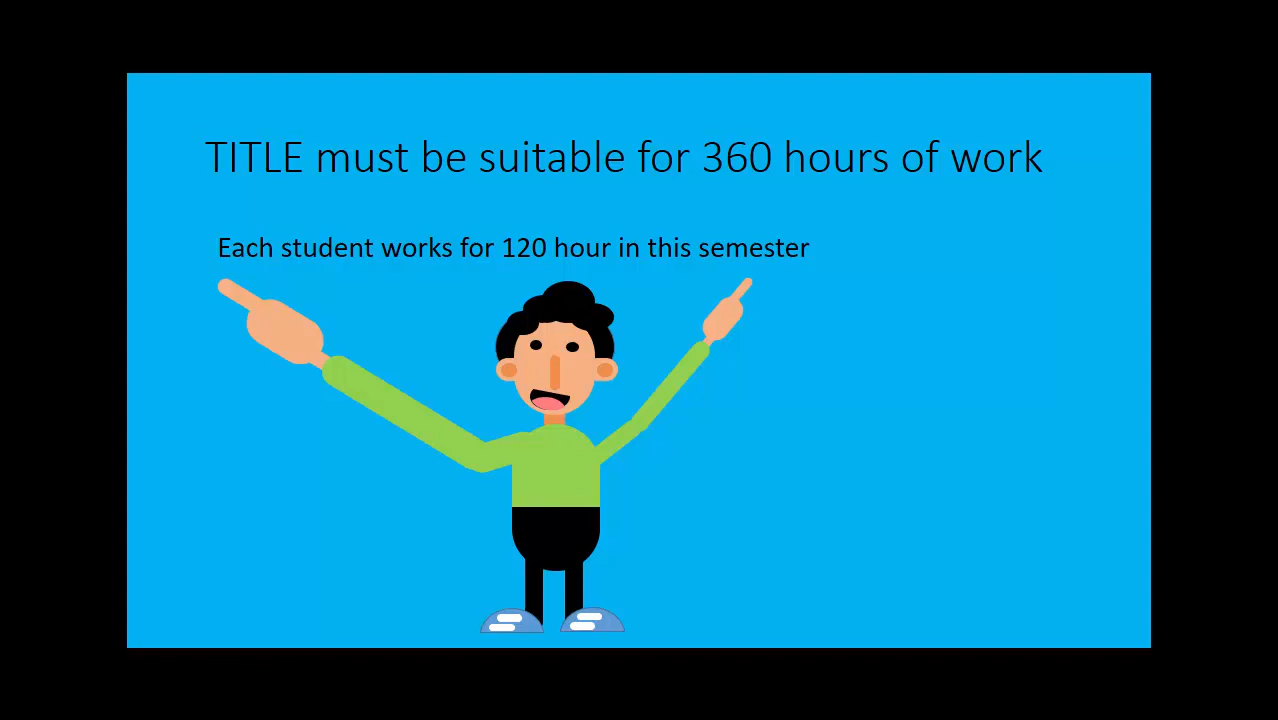 TITLE must be suitable for 360 hours of work
Each student works for 120 hour in this semester